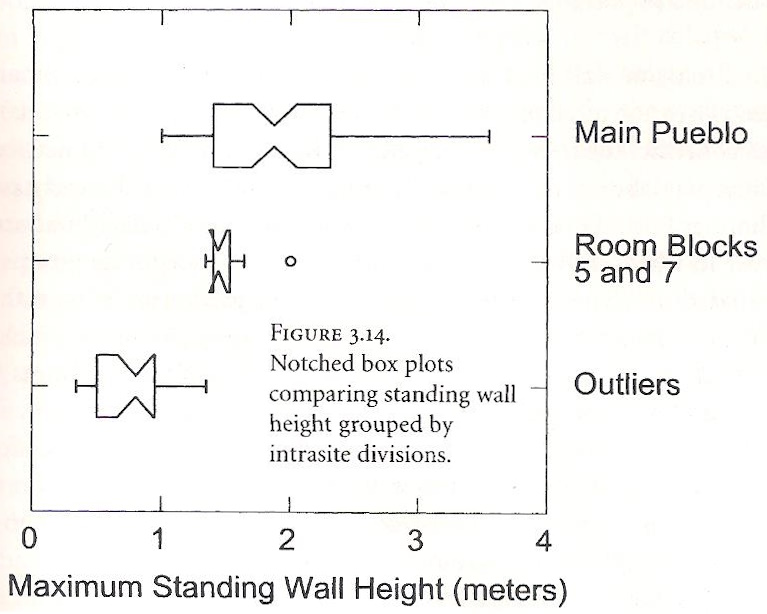 Main Pueblo
Room Blocks
5 and 7
FIGURE 3.14.
Notched box plots
comparing standing wall
height grouped by
intrasite divisions.
Outliers
0 1 2 3 4
Maximum Standing Wall Height (meters)